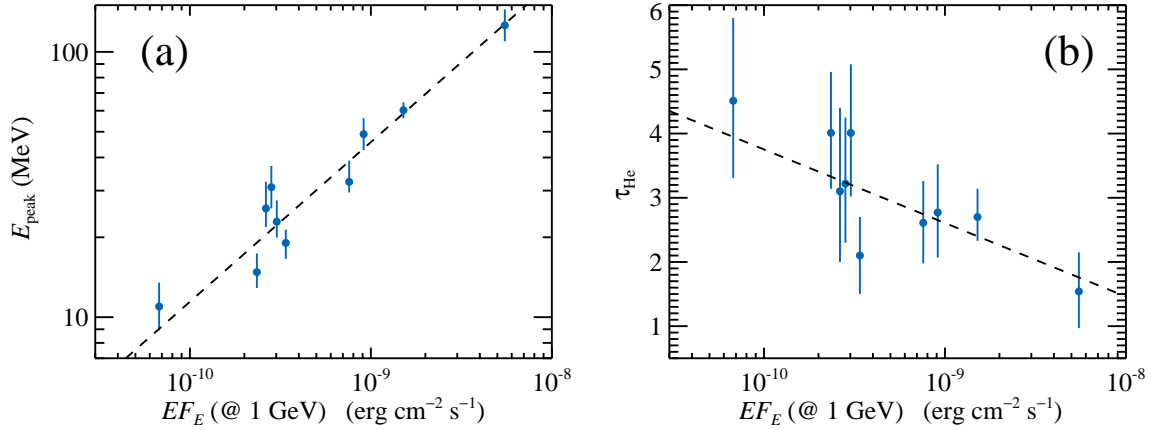 (a)
100
10
E_peak (MeV)
10^-10 10^-9 10^-8
EF_E (@ 1 GeV) (erg cm^-2 s^-1)
(b)
6
5
4
3
2
1
τ_He
10^-10 10^-9 10^-8
EF_E (@ 1 GeV) (erg cm^-2 s^-1)